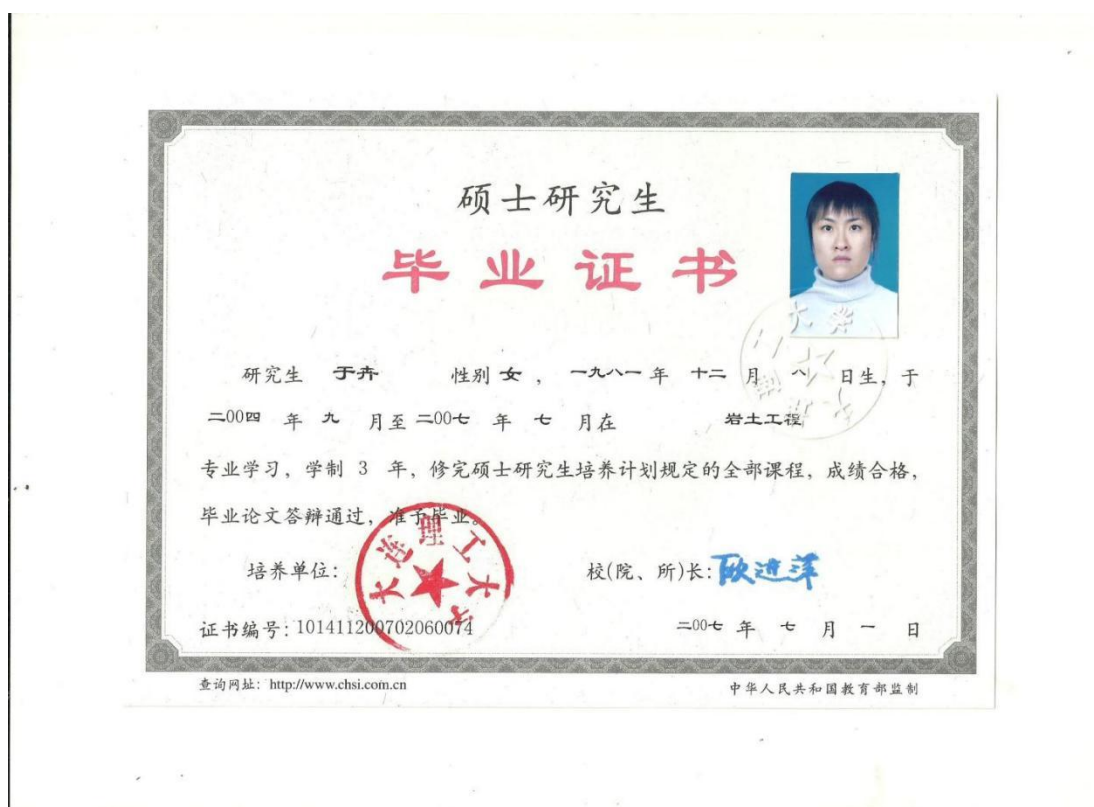 硕士研究生
毕业证书
研究生 于卉 性别 女 ， 一九八一 年 十二 月 八 日生，于
二00四 年 九 月至 二00七 年 七 月在 岩土工程
专业学习，学制 3 年，修完硕士研究生培养计划规定的全部课程，成绩合格，
毕业论文答辩通过，准予毕业。
大连理工大学
培养单位： 校(院、所)长：欧进萍
证书编号：101411200702060074 二00七 年 七 月 一 日
查询网址：http://www.chsi.com.cn 中华人民共和国教育部监制